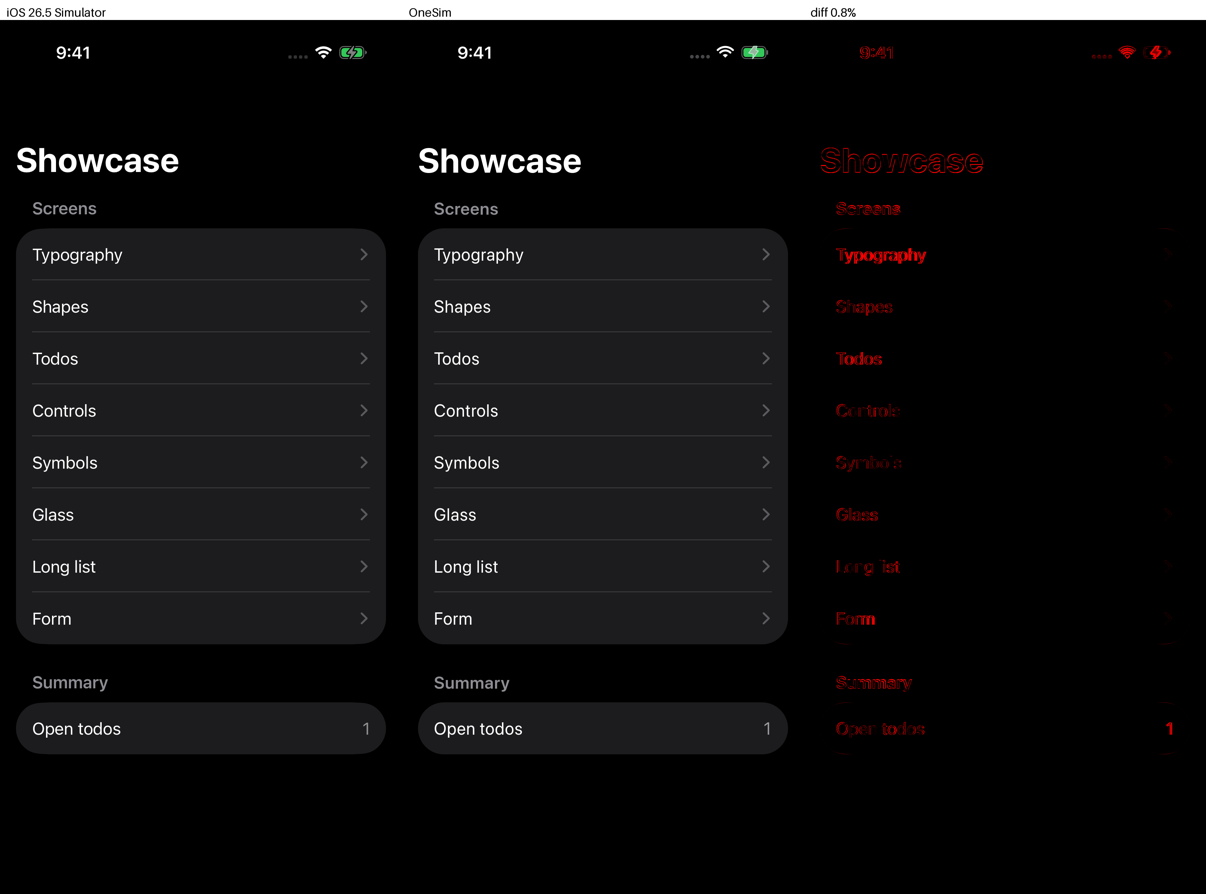 iOS 26.5 Simulator
OneSim
diff 0.8%
9:41
9:41
9:41
Showcase
Showcase
Showcase
Screens
Screens
Screens
Typography
Typography
Typography
Shapes
Shapes
Shapes
Todos
Todos
Todos
Controls
Controls
Controls
Symbols
Symbols
Symbols
Glass
Glass
Glass
Long list
Long list
Long list
Form
Form
Form
Summary
Summary
Summary
Open todos 1
Open todos 1
Open todos 1